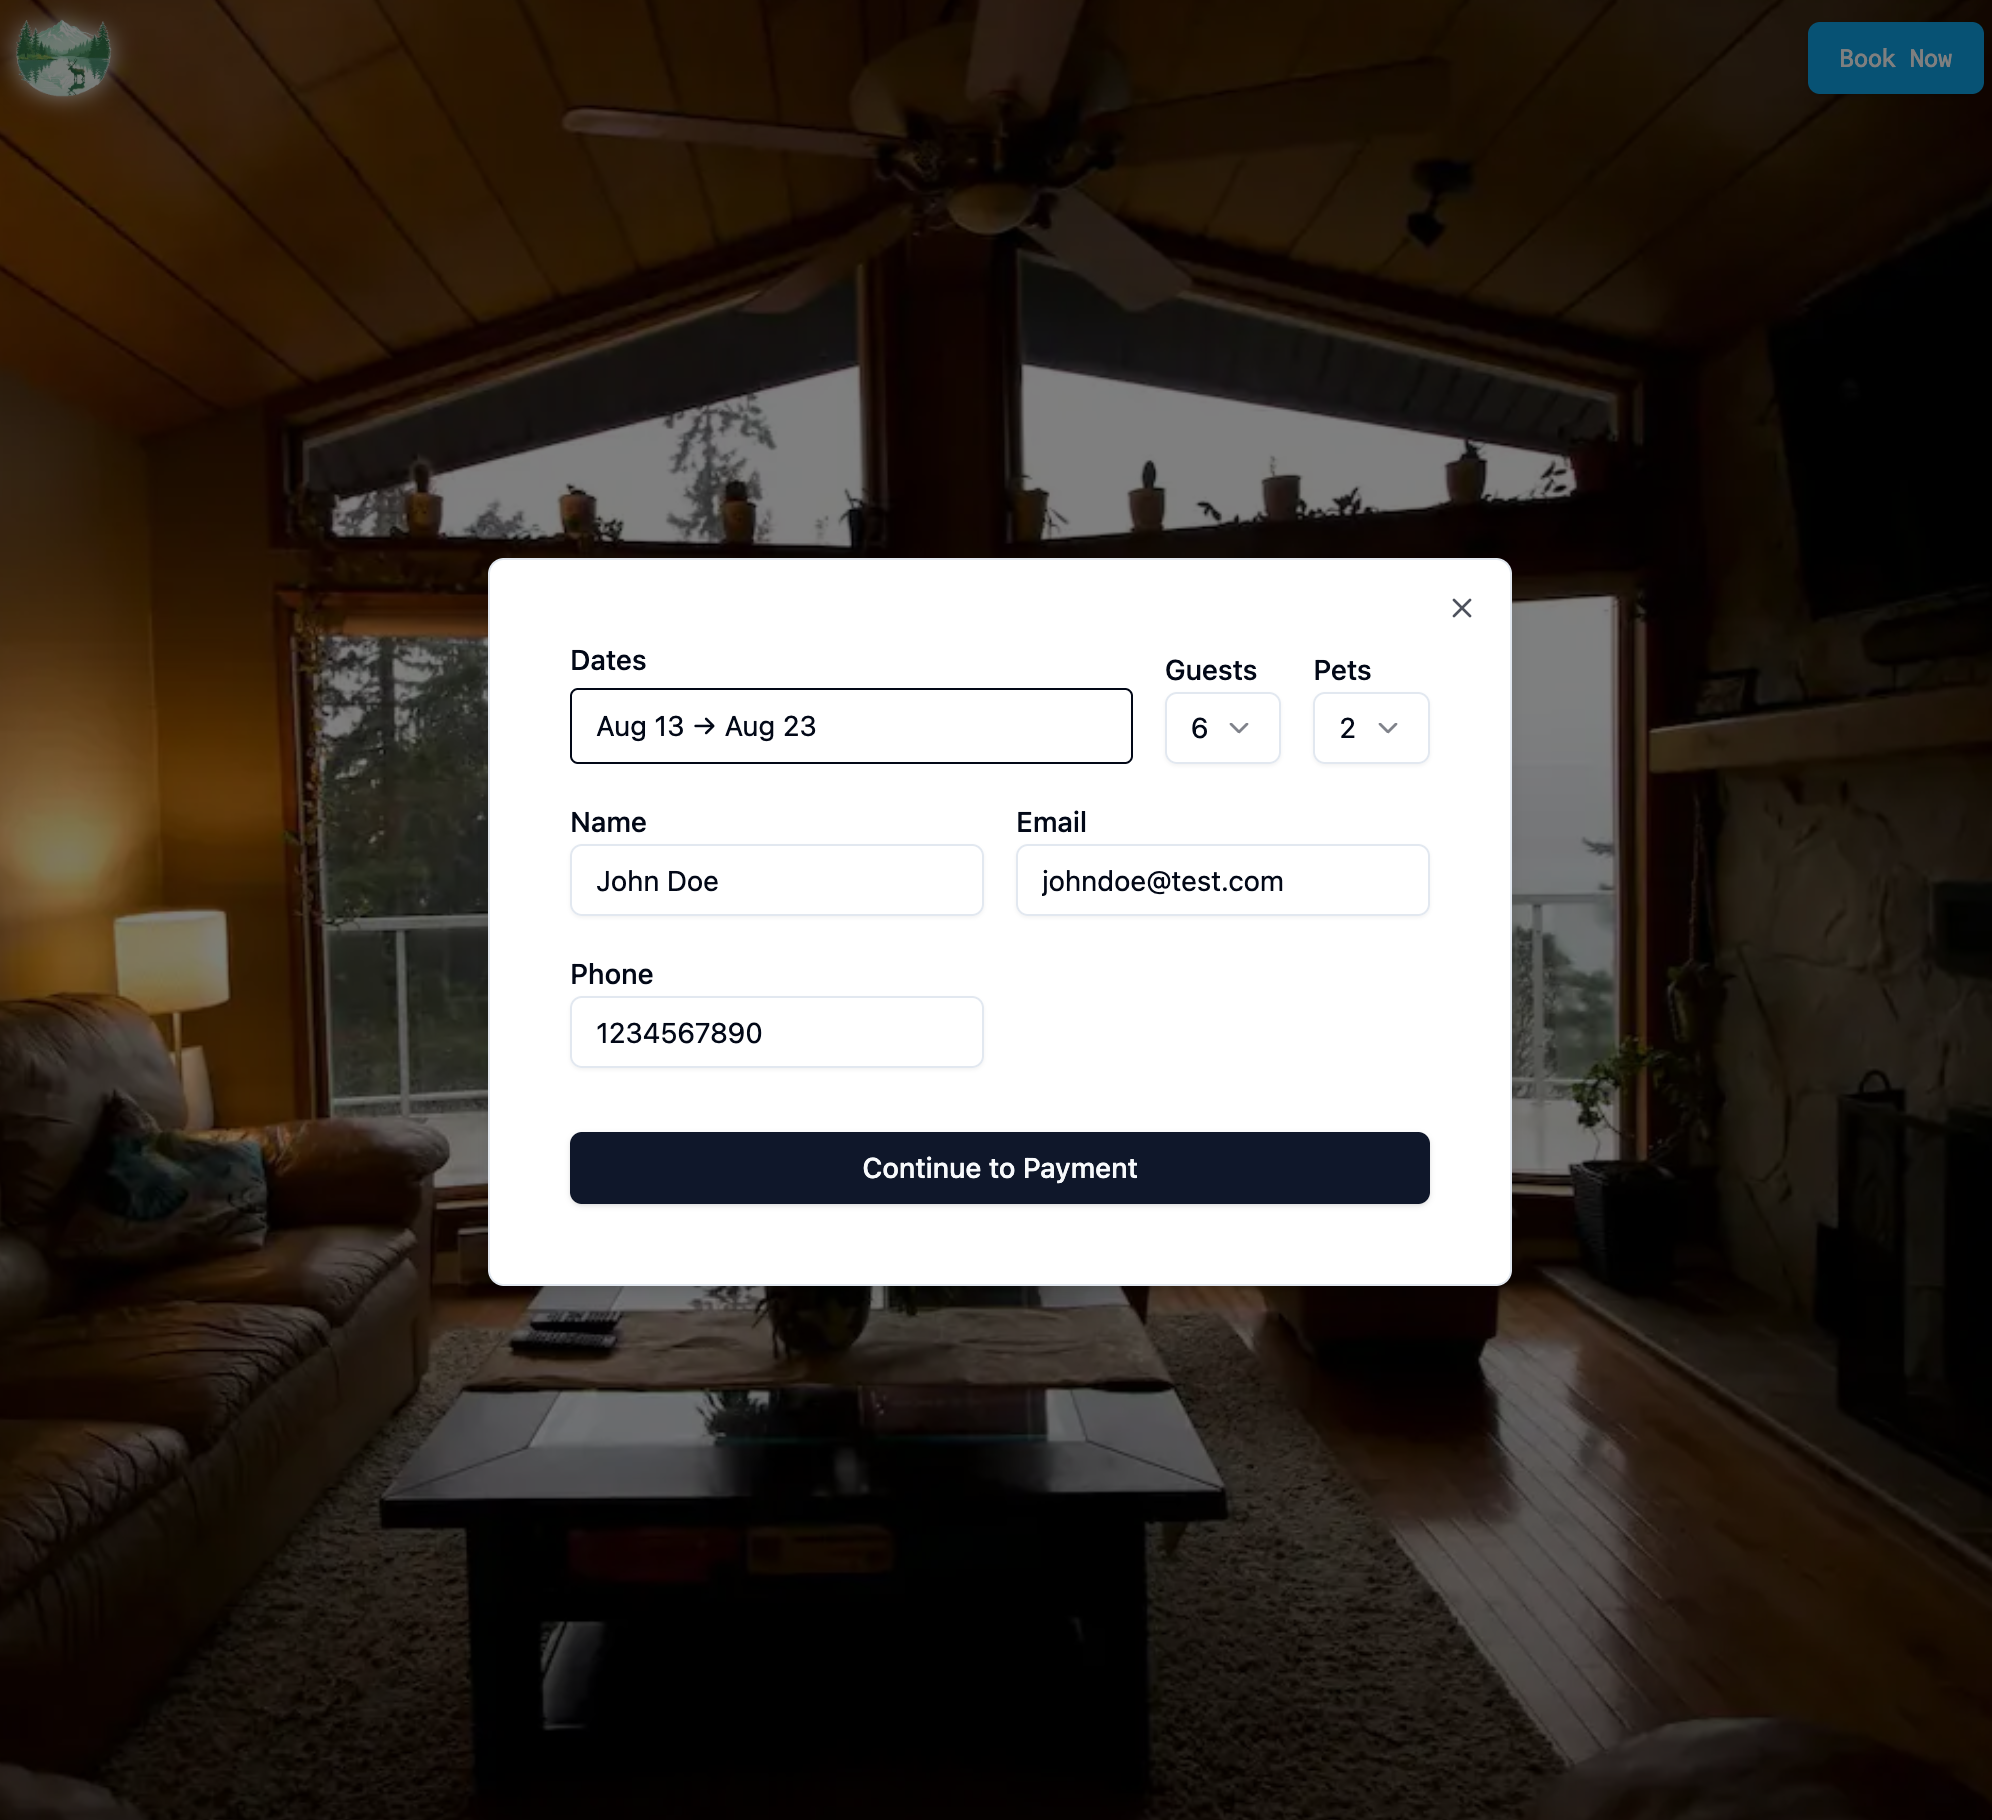 Book Now
Dates
Aug 13 → Aug 23
Guests
6
Pets
2
Name
John Doe
Email
johndoe@test.com
Phone
1234567890
Continue to Payment